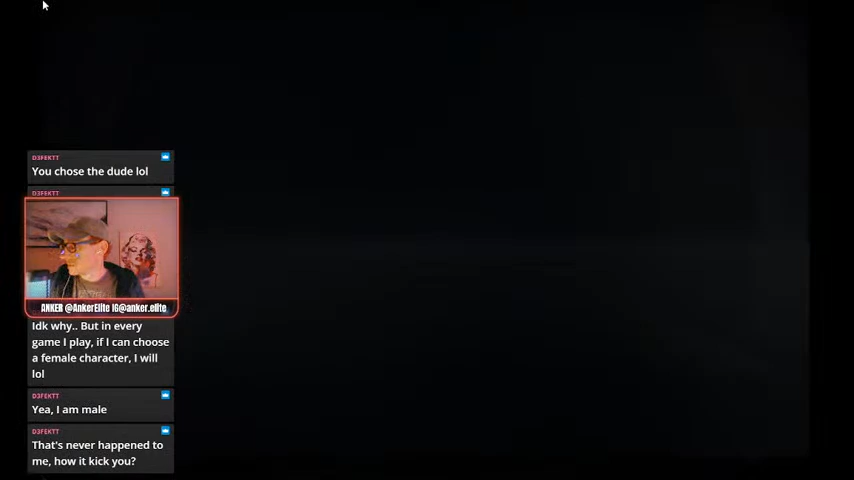 D3FEKTT
You chose the dude lol
D3FEKTT
ANKER @AnkerElite IG@anker.elite
Idk why.. But in every
game I play, if I can choose
a female character, I will
lol
D3FEKTT
Yea, I am male
D3FEKTT
That's never happened to
me, how it kick you?